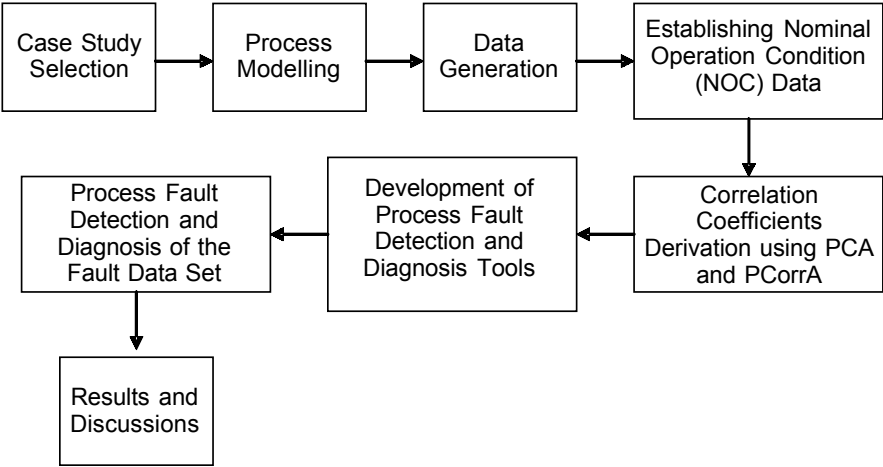 Case Study
Selection
Process
Modelling
Data
Generation
Establishing Nominal
Operation Condition
(NOC) Data
Correlation
Coefficients
Derivation using PCA
and PCorrA
Development of
Process Fault
Detection and
Diagnosis Tools
Process Fault
Detection and
Diagnosis of the
Fault Data Set
Results and
Discussions